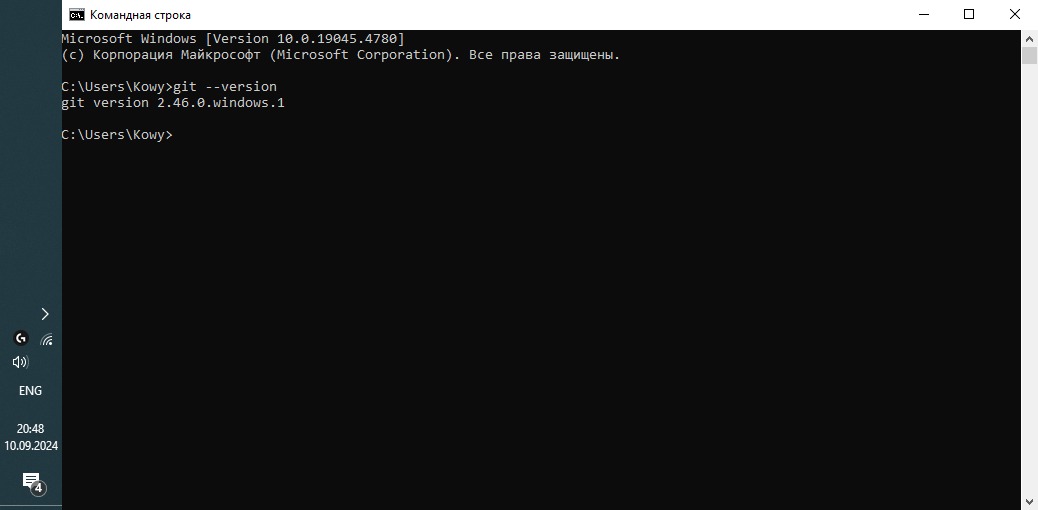 Командная строка
Microsoft Windows [Version 10.0.19045.4780]
(c) Корпорация Майкрософт (Microsoft Corporation). Все права защищены.
C:\Users\Kowy>git --version
git version 2.46.0.windows.1
C:\Users\Kowy>
ENG
20:48
10.09.2024
4